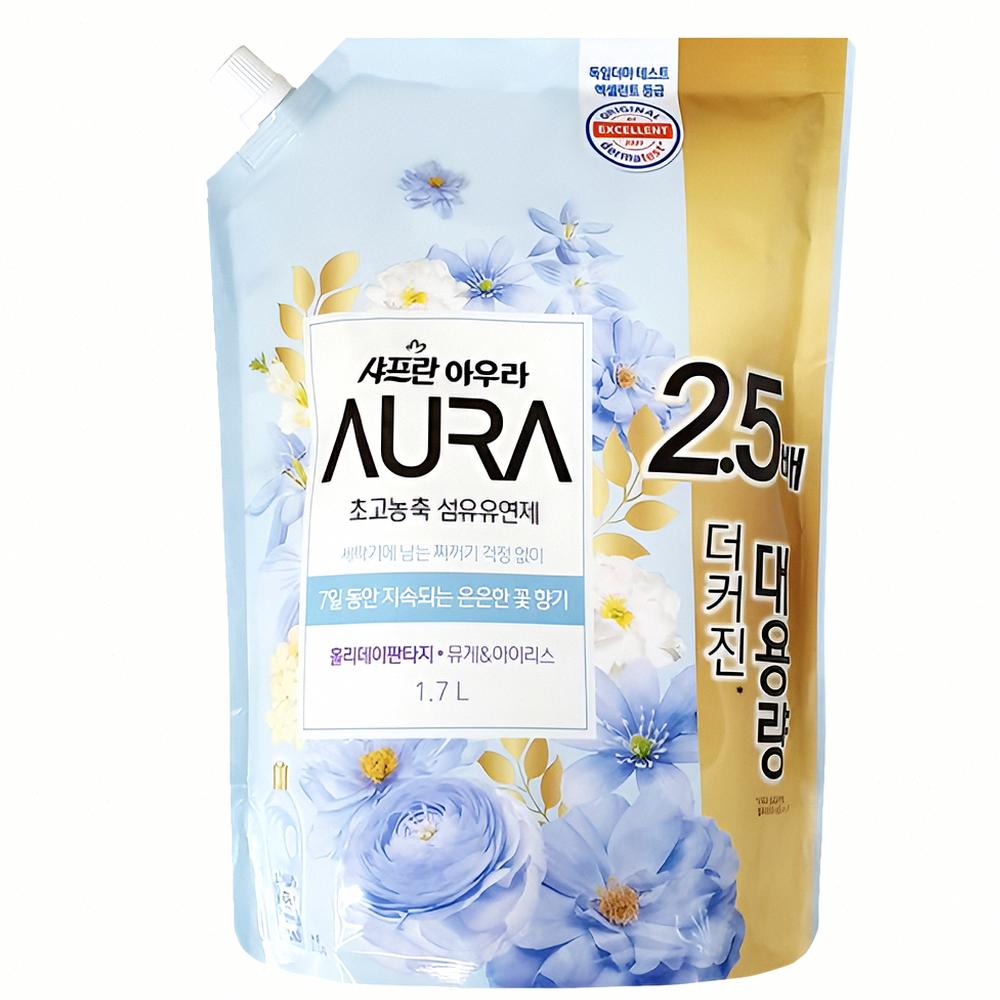 독일더마 테스트
엑셀런트 등급
ORIGINAL
EXCELLENT
dermatest
샤프란 아우라
AURA
초고농축 섬유유연제
세탁기에 남는 찌꺼기 걱정 없이
7일 동안 지속되는 은은한 꽃 향기
홀리데이판타지 • 뮤게&아이리스
1.7 L
2.5배
더커진
대용량